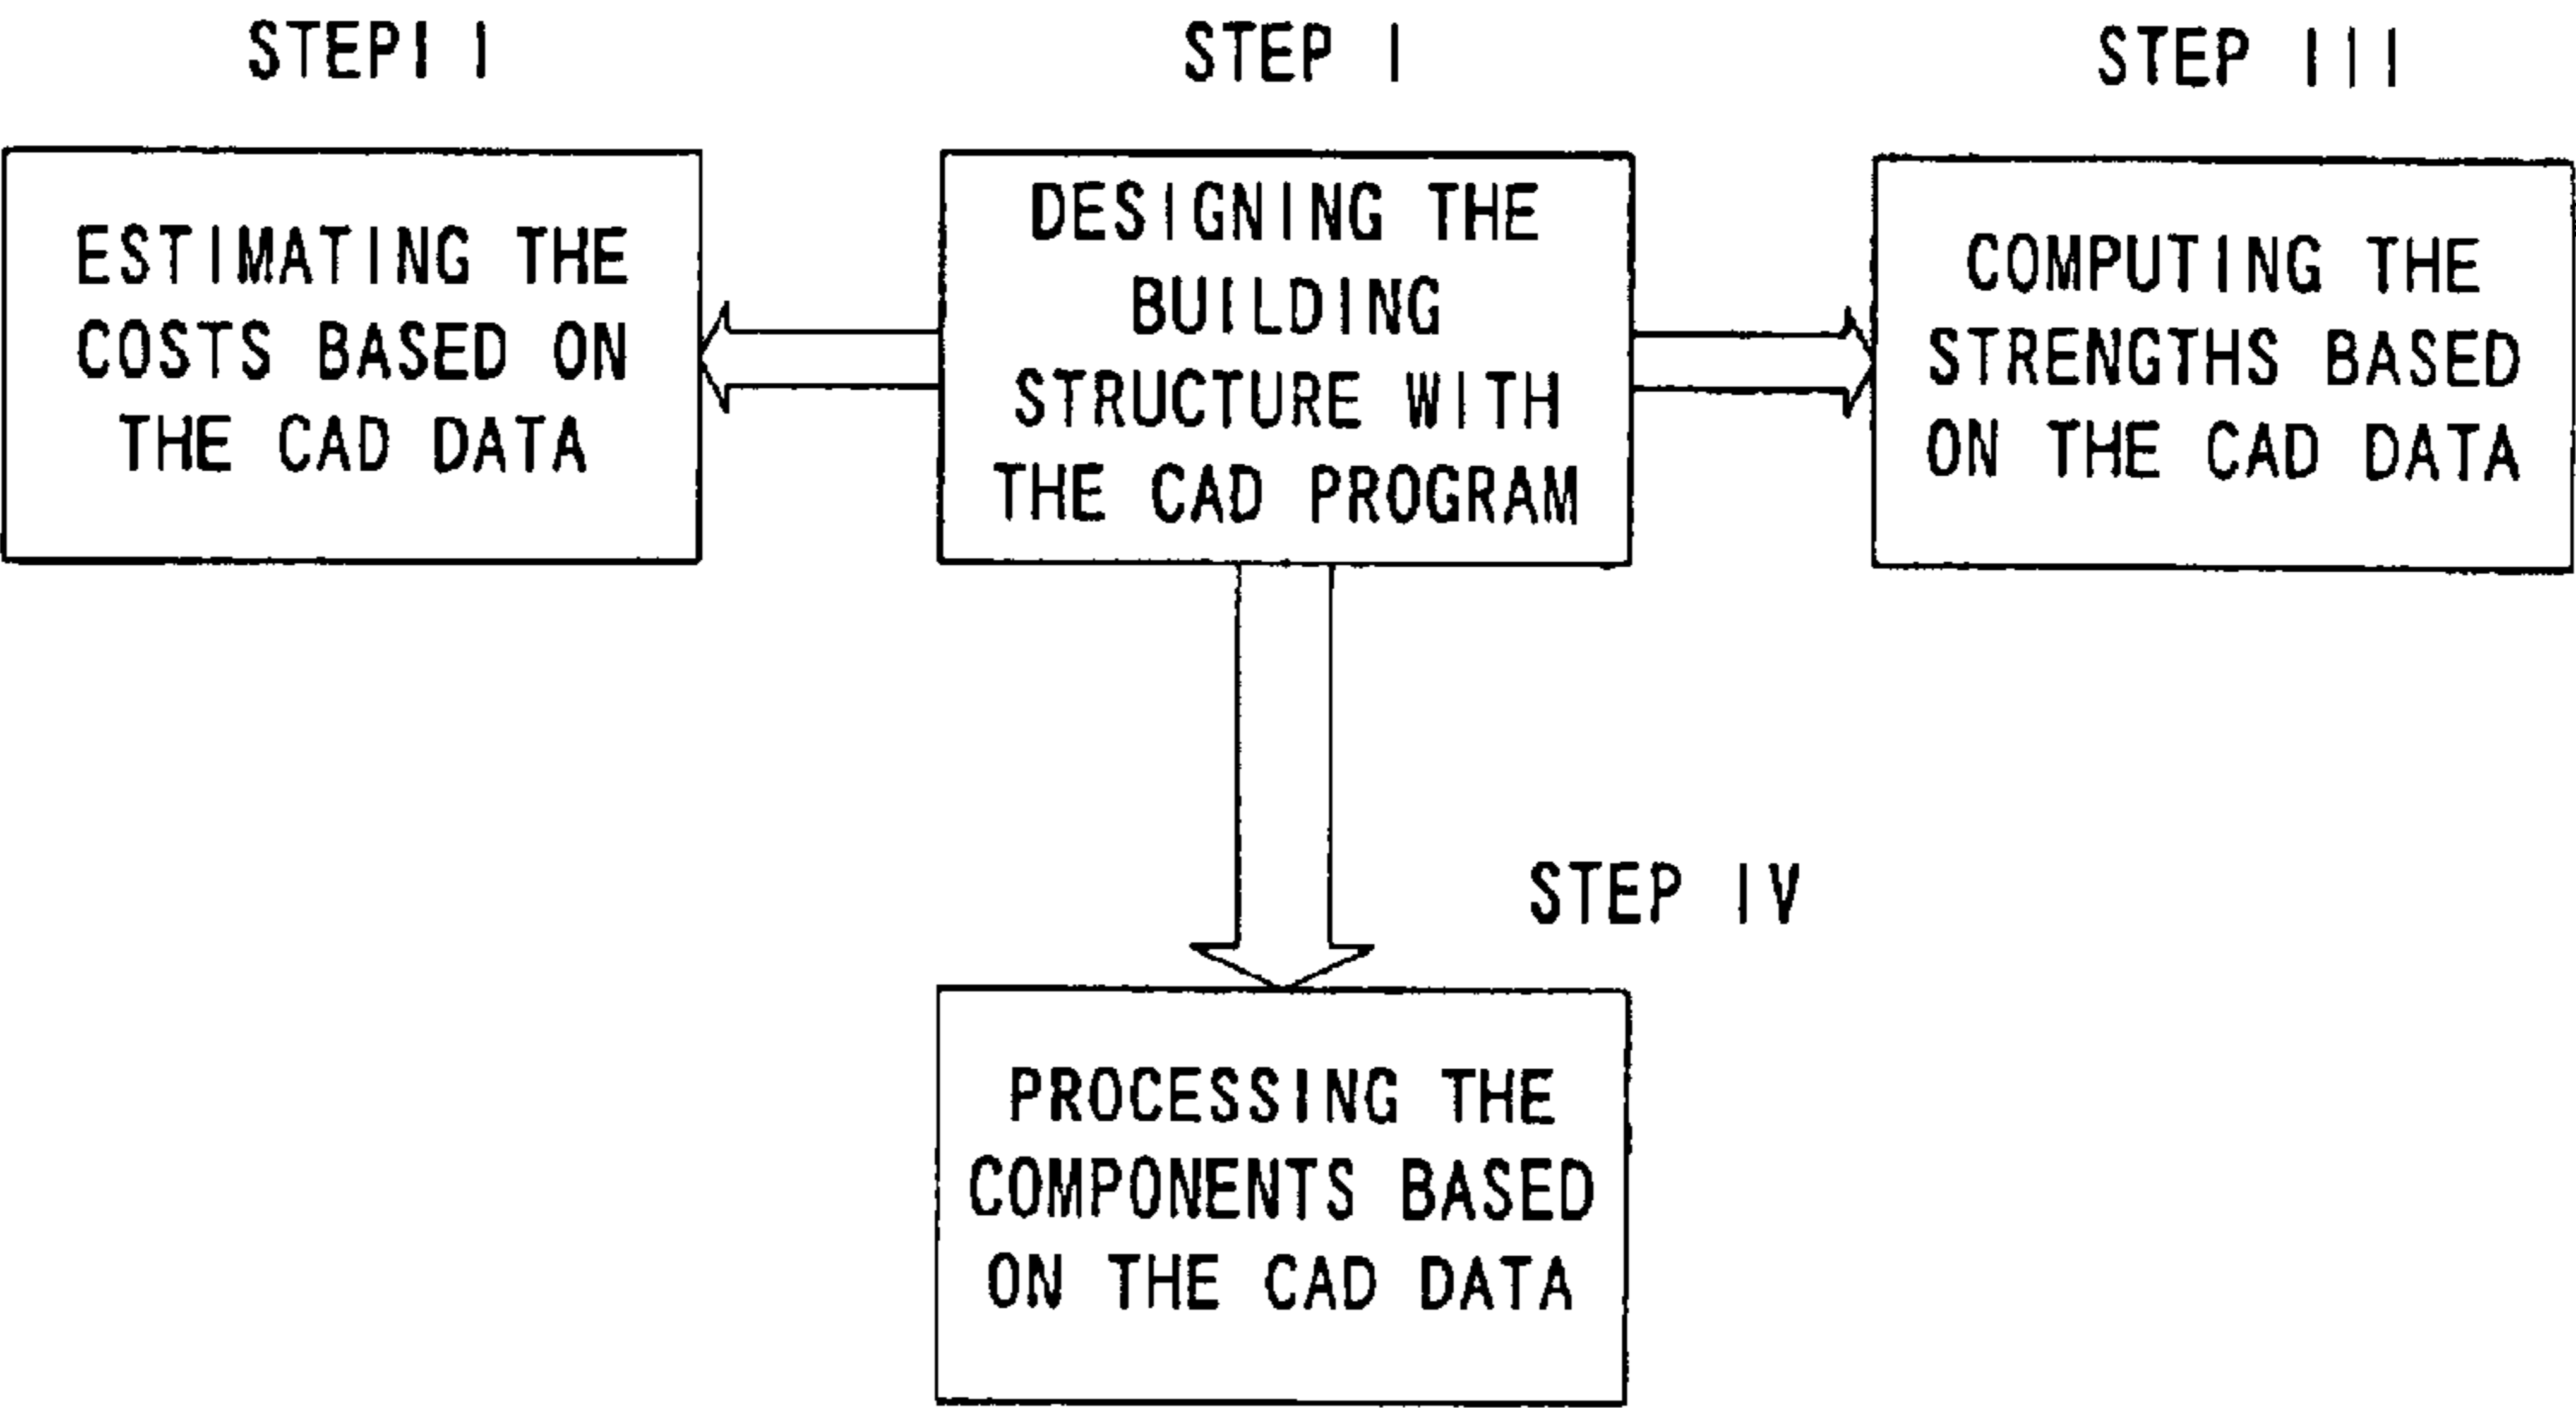 STEPI I
ESTIMATING THE
COSTS BASED ON
THE CAD DATA
STEP I
DESIGNING THE
BUILDING
STRUCTURE WITH
THE CAD PROGRAM
STEP III
COMPUTING THE
STRENGTHS BASED
ON THE CAD DATA
STEP IV
PROCESSING THE
COMPONENTS BASED
ON THE CAD DATA